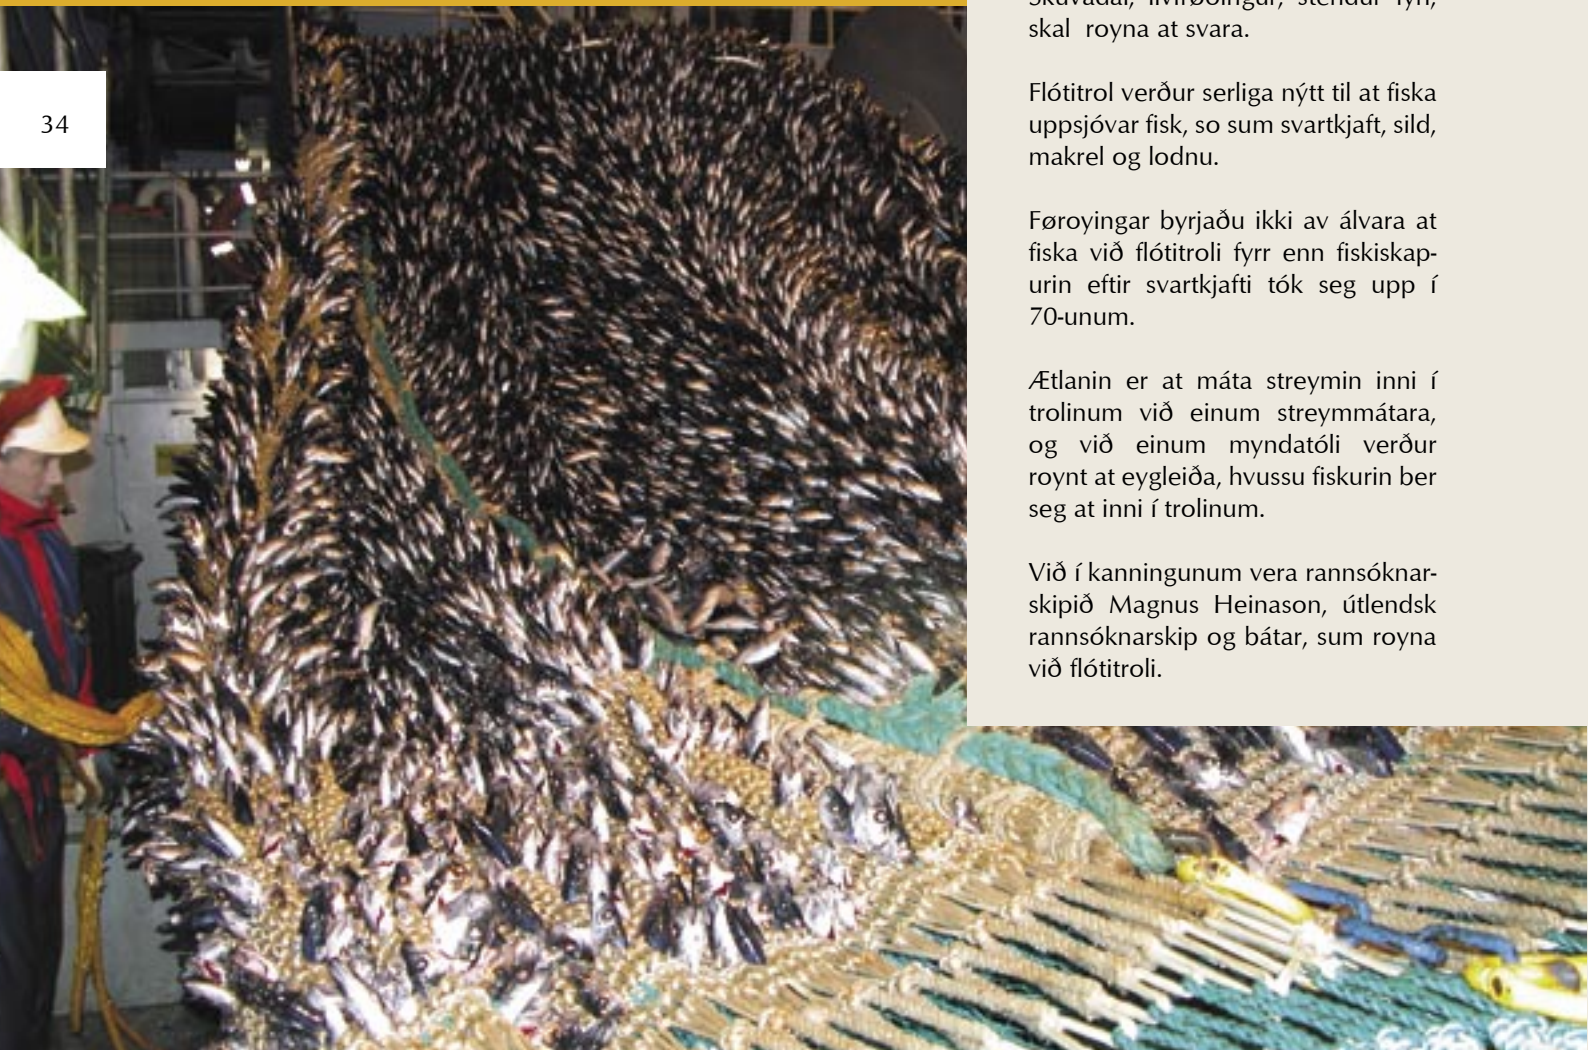 34
skal royna at svara.
Flótitrol verður serliga nýtt til at fiska
uppsjóvar fisk, so sum svartkjaft, sild,
makrel og lodnu.
Føroyingar byrjaðu ikki av álvara at
fiska við flótitroli fyrr enn fiskiskap-
urin eftir svartkjafti tók seg upp í
70-unum.
Ætlanin er at máta streymin inni í
trolinum við einum streymmátara,
og við einum myndatóli verður
roynt at eygleiða, hvussu fiskurin ber
seg at inni í trolinum.
Við í kanningunum vera rannsóknar-
skipið Magnus Heinason, útlendsk
rannsóknarskip og bátar, sum royna
við flótitroli.